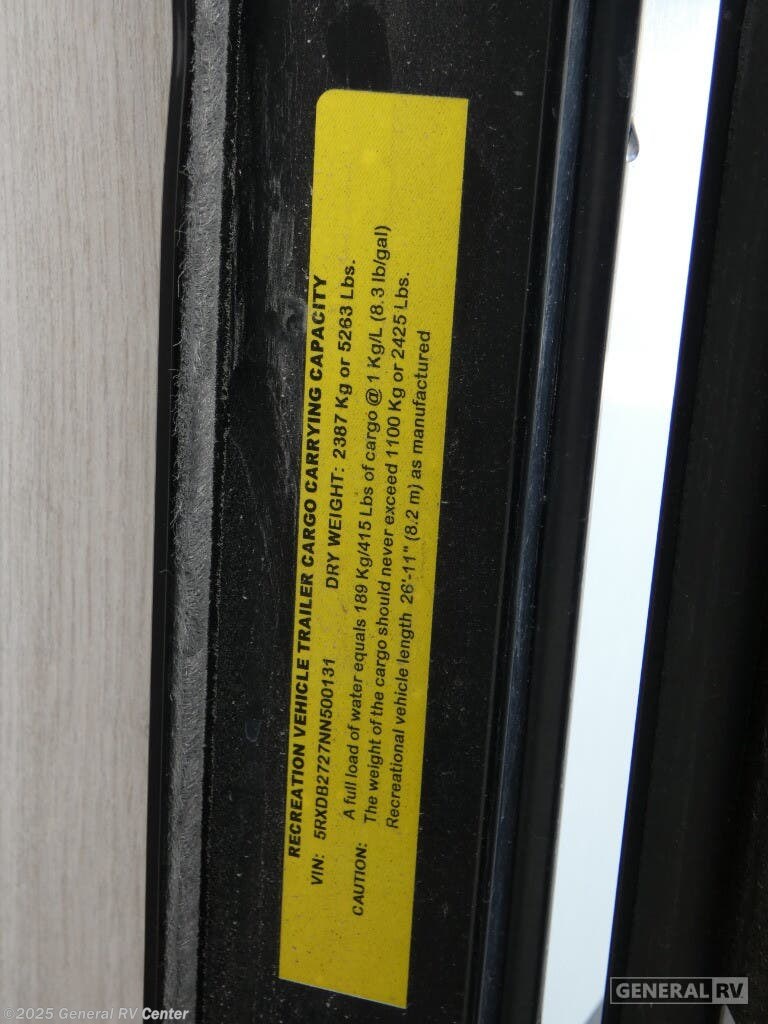 RECREATION VEHICLE TRAILER CARGO CARRYING CAPACITY
VIN: 5RXDB2727NN500131 DRY WEIGHT: 2387 Kg or 5263 Lbs.
CAUTION: A full load of water equals 189 Kg/415 Lbs of cargo @ 1 Kg/L (8.3 lb/gal)
The weight of the cargo should never exceed 1100 Kg or 2425 Lbs.
Recreational vehicle length 26'-11" (8.2 m) as manufactured
©2025 General RV Center
GENERAL RV